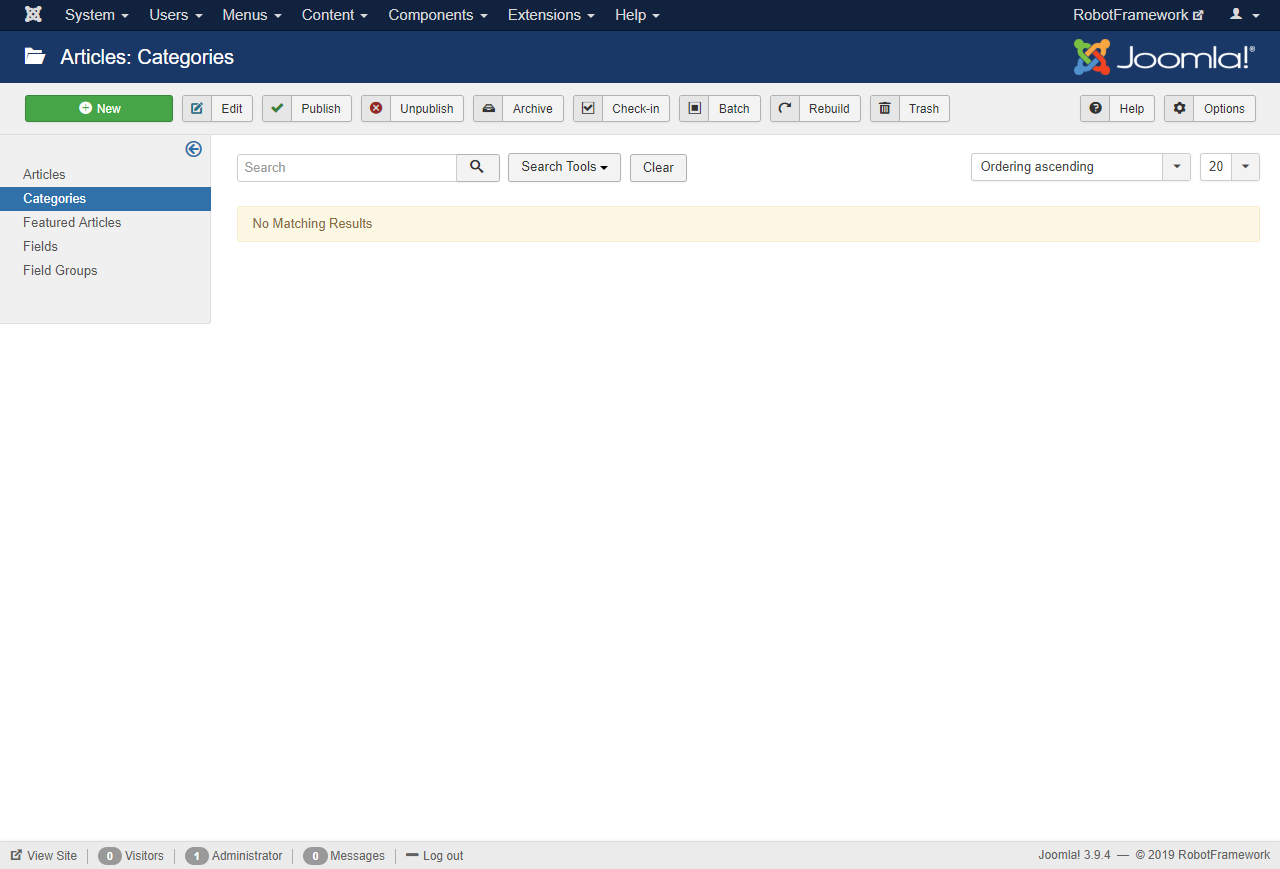 System Users Menus Content Components Extensions Help RobotFramework
Articles: Categories Joomla!®
New Edit Publish Unpublish Archive Check-in Batch Rebuild Trash Help Options
Search Search Tools Clear Ordering ascending 20
Articles
Categories
Featured Articles
Fields
Field Groups
No Matching Results
View Site 0 Visitors 1 Administrator 0 Messages Log out Joomla! 3.9.4 — © 2019 RobotFramework